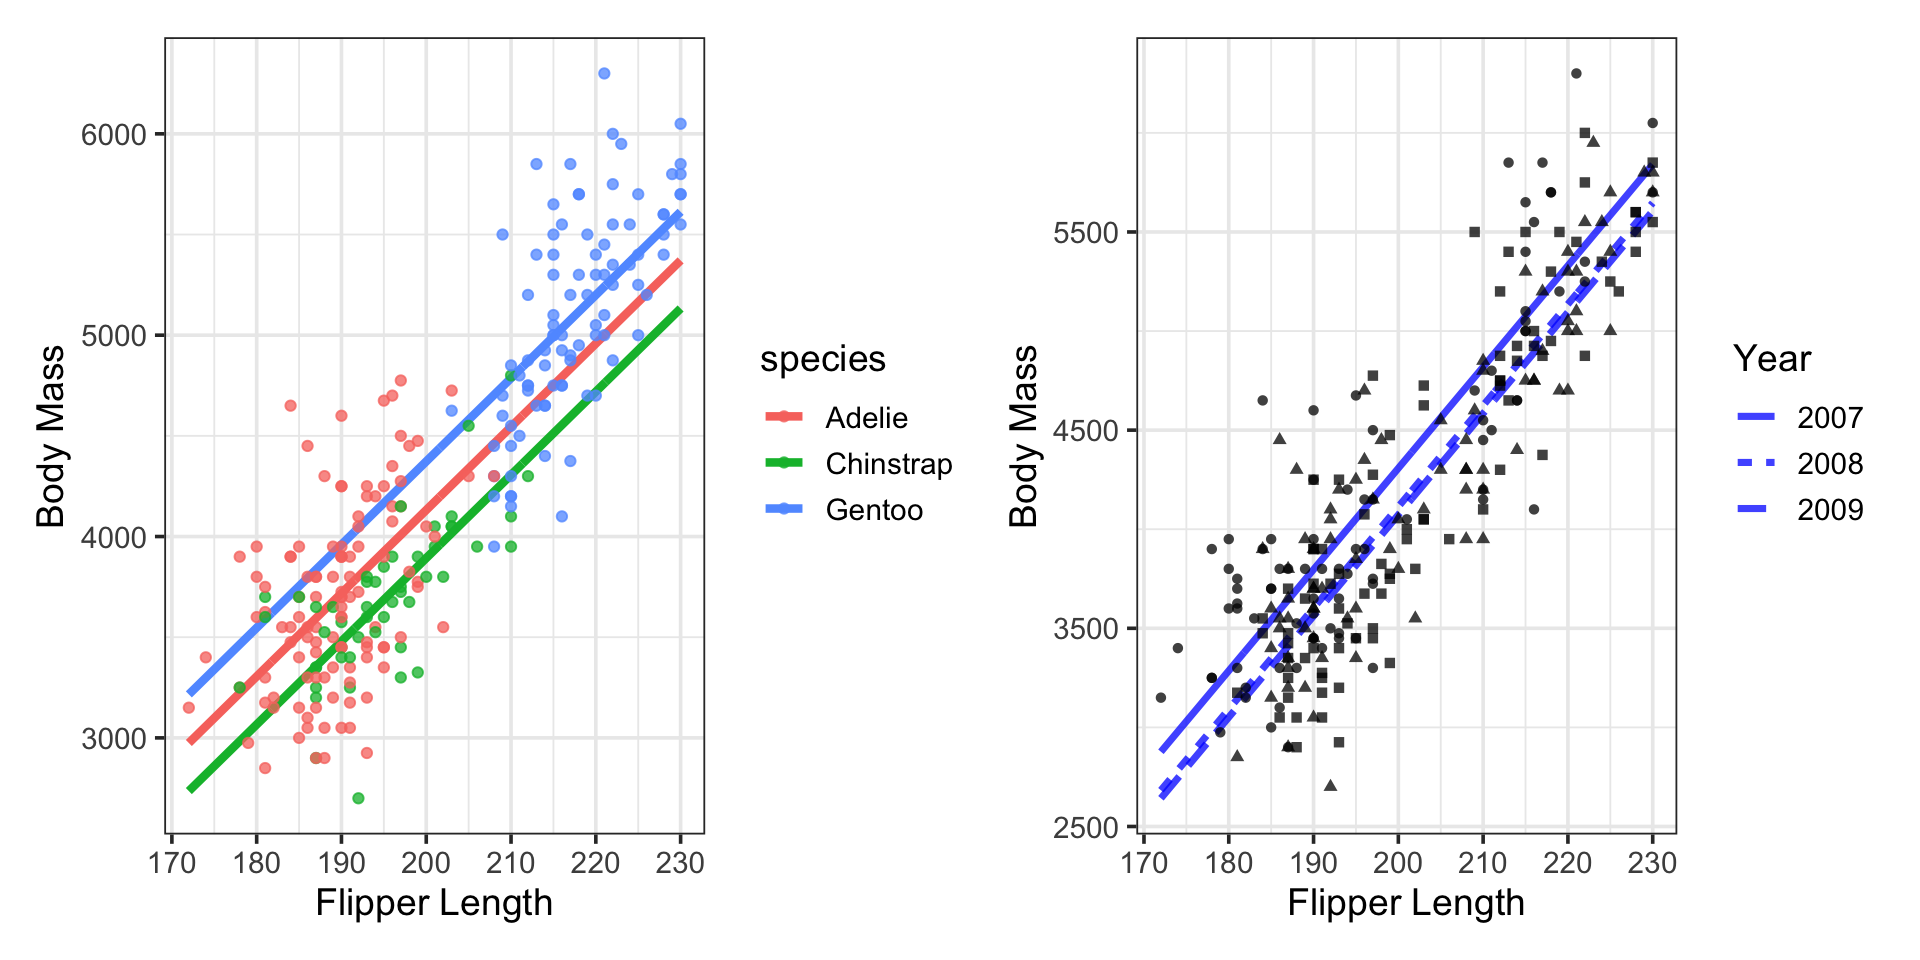 6000
5000
4000
3000
Body Mass
170 180 190 200 210 220 230
Flipper Length
species
Adelie
Chinstrap
Gentoo
5500
4500
3500
2500
Body Mass
170 180 190 200 210 220 230
Flipper Length
Year
2007
2008
2009